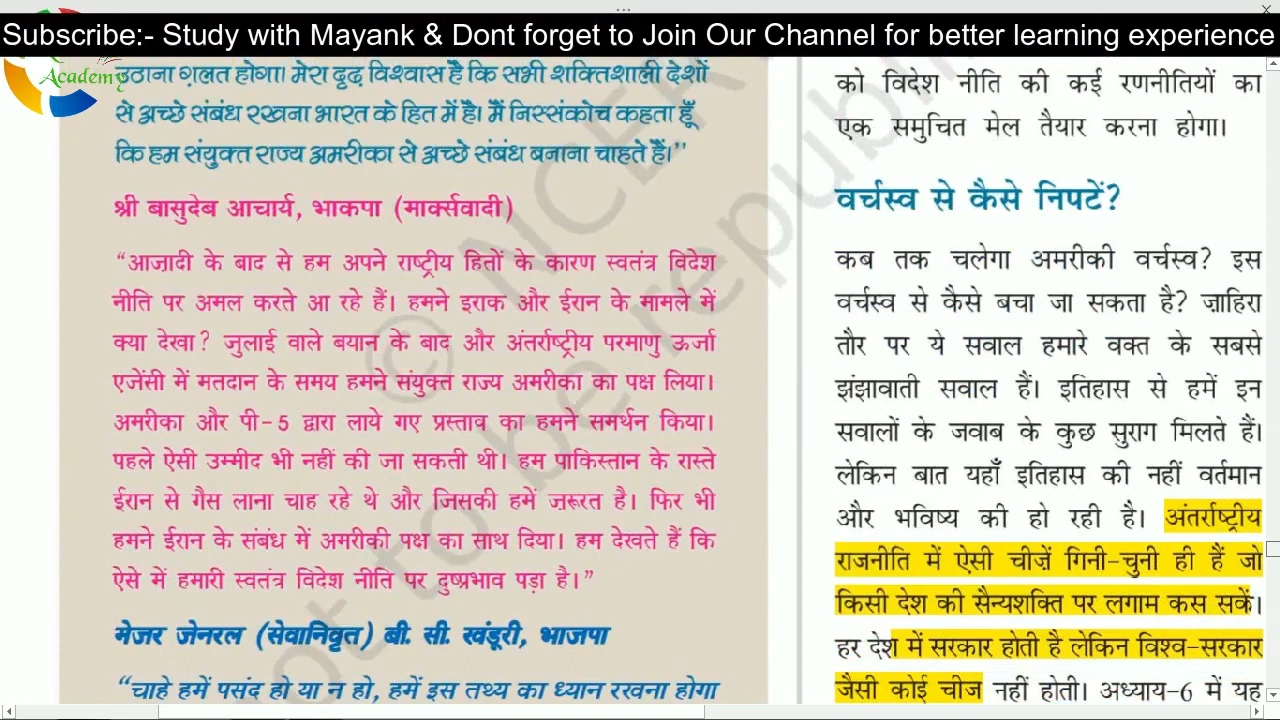 Subscribe:- Study with Mayank & Dont forget to Join Our Channel for better learning experience
Academy
उठाना ग़लत होगा। मेरा दृढ़ विश्वास है कि सभी शक्तिशाली देशों
से अच्छे संबंध रखना भारत के हित में है। मैं निस्संकोच कहता हूँ
कि हम संयुक्त राज्य अमरीका से अच्छे संबंध बनाना चाहते हैं।''
श्री बासुदेब आचार्य, भाकपा (मार्क्सवादी)
“आज़ादी के बाद से हम अपने राष्ट्रीय हितों के कारण स्वतंत्र विदेश
नीति पर अमल करते आ रहे हैं। हमने इराक और ईरान के मामले में
क्या देखा? जुलाई वाले बयान के बाद और अंतर्राष्ट्रीय परमाणु ऊर्जा
एजेंसी में मतदान के समय हमने संयुक्त राज्य अमरीका का पक्ष लिया।
अमरीका और पी-5 द्वारा लाये गए प्रस्ताव का हमने समर्थन किया।
पहले ऐसी उम्मीद भी नहीं की जा सकती थी। हम पाकिस्तान के रास्ते
ईरान से गैस लाना चाह रहे थे और जिसकी हमें ज़रूरत है। फिर भी
हमने ईरान के संबंध में अमरीकी पक्ष का साथ दिया। हम देखते हैं कि
ऐसे में हमारी स्वतंत्र विदेश नीति पर दुष्प्रभाव पड़ा है।”
मेजर जेनरल (सेवानिवृत) बी. सी. खंडूरी, भाजपा
“चाहे हमें पसंद हो या न हो, हमें इस तथ्य का ध्यान रखना होगा
को विदेश नीति की कई रणनीतियों का
एक समुचित मेल तैयार करना होगा।
वर्चस्व से कैसे निपटें?
कब तक चलेगा अमरीकी वर्चस्व? इस
वर्चस्व से कैसे बचा जा सकता है? ज़ाहिरा
तौर पर ये सवाल हमारे वक्त के सबसे
झंझावाती सवाल हैं। इतिहास से हमें इन
सवालों के जवाब के कुछ सुराग मिलते हैं।
लेकिन बात यहाँ इतिहास की नहीं वर्तमान
और भविष्य की हो रही है। अंतर्राष्ट्रीय
राजनीति में ऐसी चीज़ें गिनी-चुनी ही हैं जो
किसी देश की सैन्यशक्ति पर लगाम कस सकें।
हर देश में सरकार होती है लेकिन विश्व-सरकार
जैसी कोई चीज नहीं होती। अध्याय-6 में यह
© NCERT
not to be republi